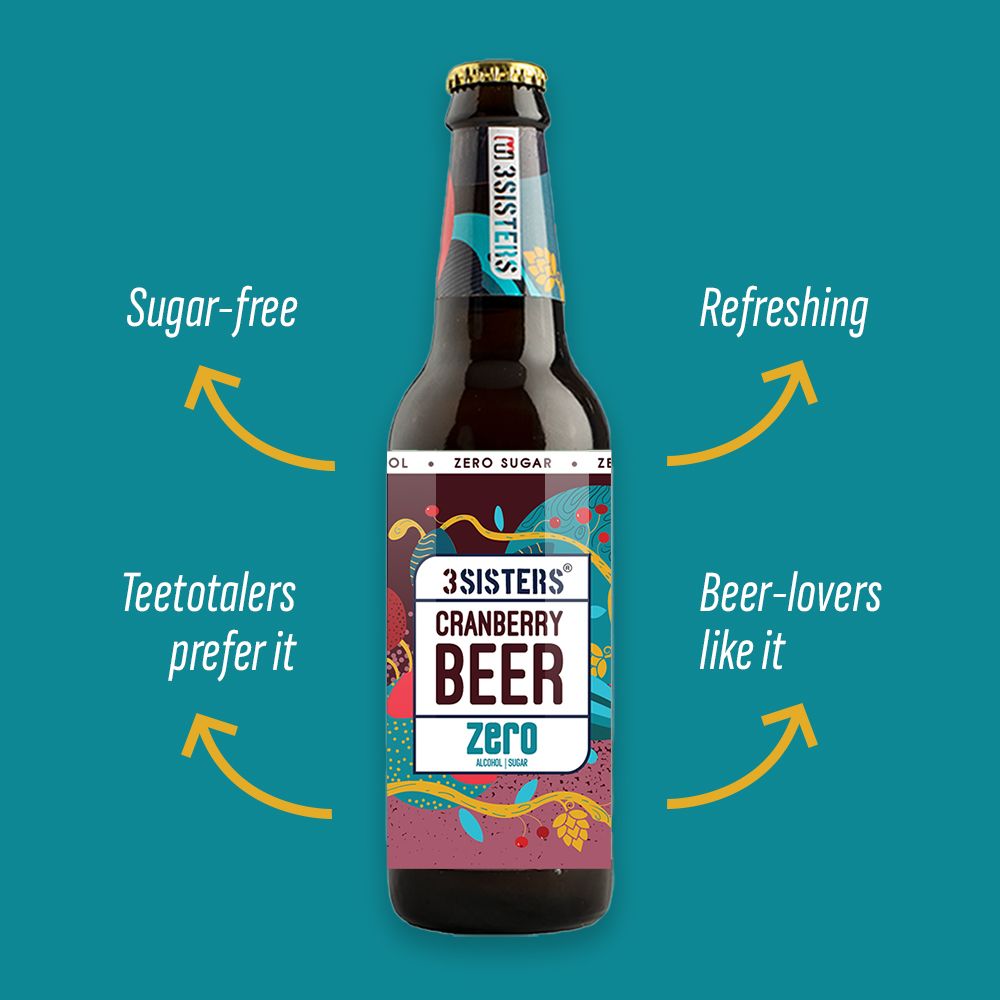 3SISTERS
Sugar-free
Refreshing
OL • ZERO SUGAR • ZE
3SISTERS®
CRANBERRY
BEER
zero
ALCOHOL | SUGAR
Teetotalers
prefer it
Beer-lovers
like it